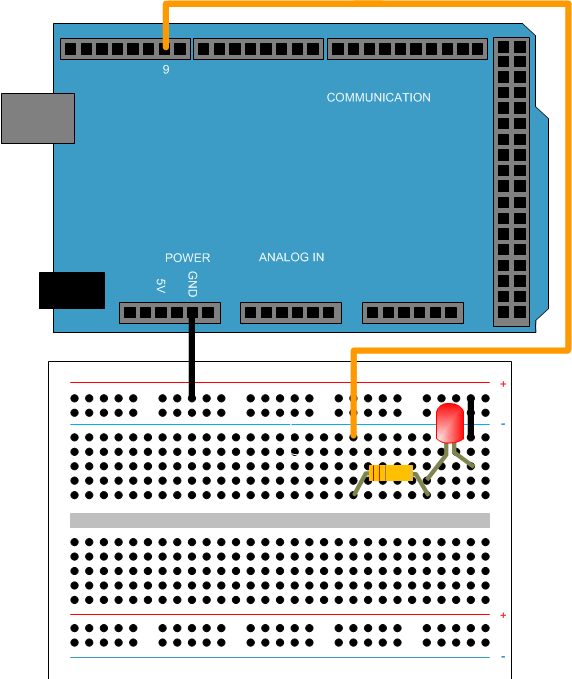 9
COMMUNICATION
POWER
ANALOG IN
5V
GND
+
-
+
-